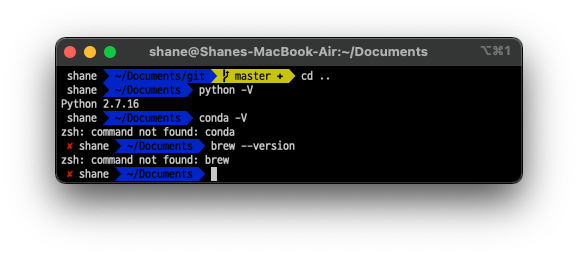 shane@Shanes-MacBook-Air:~/Documents
⌥⌘1
shane ~/Documents/git master + cd ..
shane ~/Documents python -V
Python 2.7.16
shane ~/Documents conda -V
zsh: command not found: conda
✘ shane ~/Documents brew --version
zsh: command not found: brew
✘ shane ~/Documents